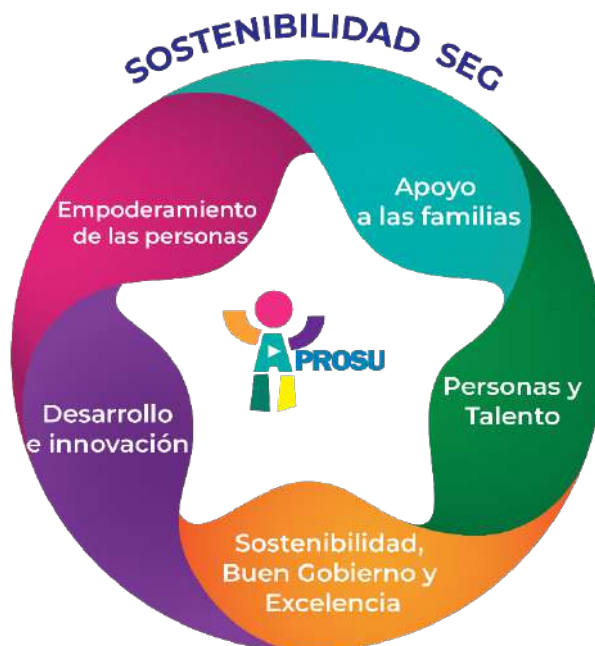 SOSTENIBILIDAD SEG
Empoderamiento
de las personas
Apoyo
a las familias
APROSU
Desarrollo
e innovación
Personas y
Talento
Sostenibilidad,
Buen Gobierno y
Excelencia